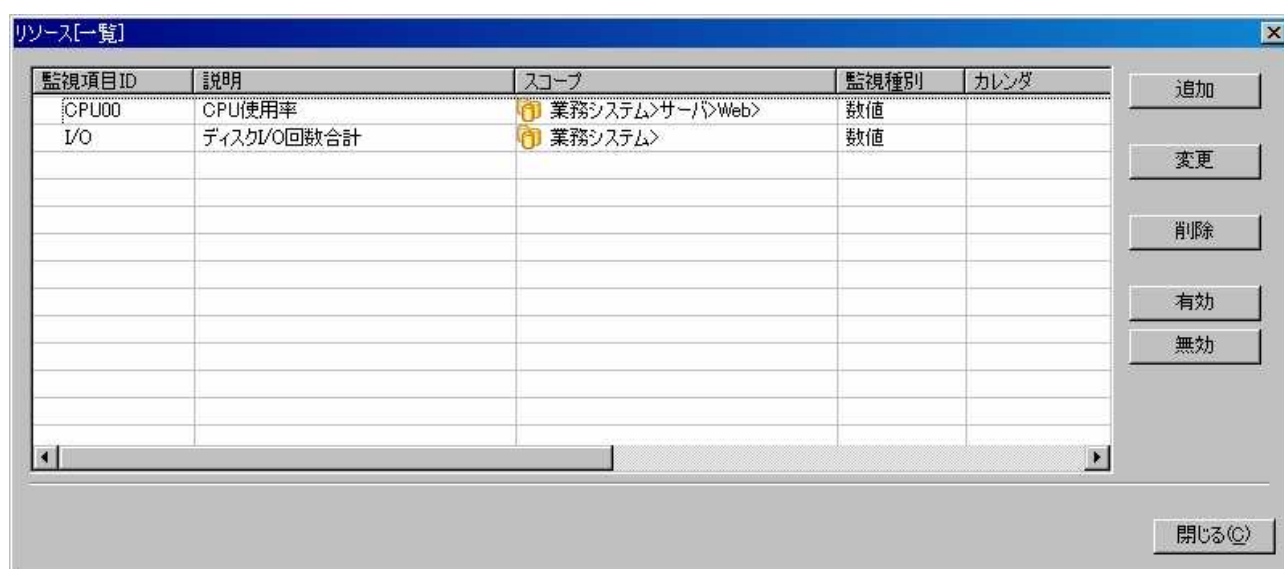 リソース[一覧]
監視項目ID 説明 スコープ 監視種別 カレンダ
CPU00 CPU使用率 業務システム>サーバ>Web> 数値
I/O ディスクI/O回数合計 業務システム> 数値
追加
変更
削除
有効
無効
閉じる(C)